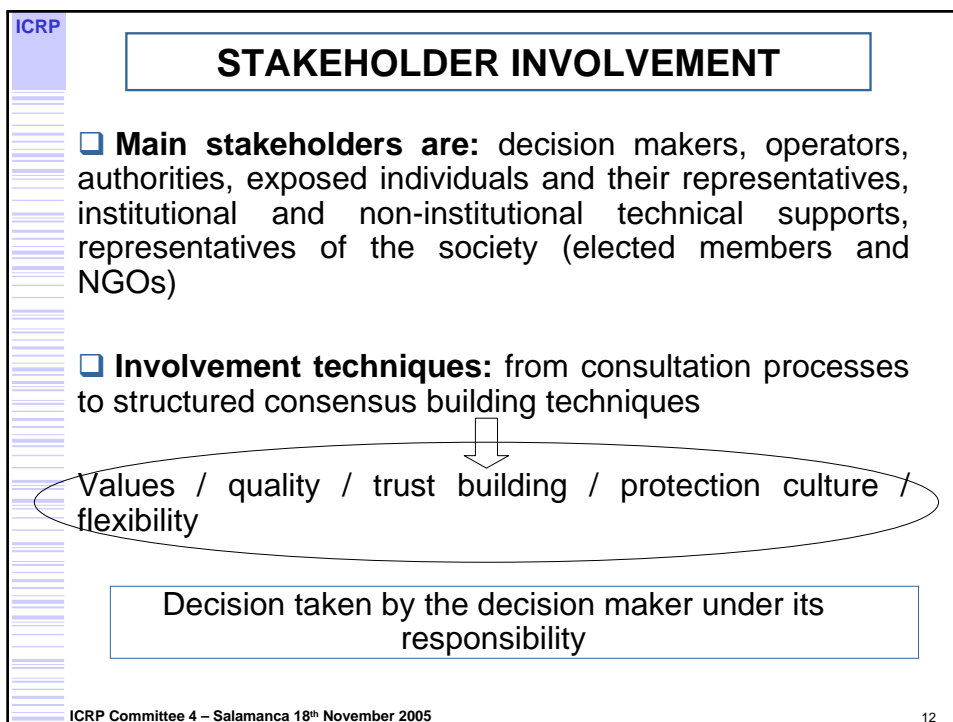 ICRP
STAKEHOLDER INVOLVEMENT
❑ Main stakeholders are: decision makers, operators,
authorities, exposed individuals and their representatives,
institutional and non-institutional technical supports,
representatives of the society (elected members and
NGOs)
❑ Involvement techniques: from consultation processes
to structured consensus building techniques
Values / quality / trust building / protection culture /
flexibility
Decision taken by the decision maker under its
responsibility
ICRP Committee 4 – Salamanca 18th November 2005
12